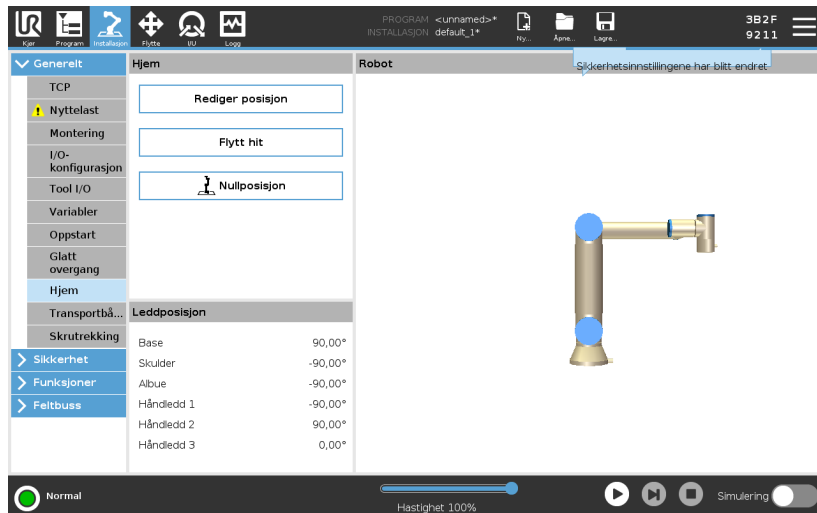 UR
PROGRAM <unnamed>*
INSTALLASJON default_1*
3B2F
9211
Kjør
Program
Installasjon
Flytte
I/U
Logg
Ny...
Åpne...
Lagre...
Generelt
Hjem
Robot
Sikkerhetsinnstillingene har blitt endret
TCP
Nyttelast
Montering
I/O-
konfigurasjon
Tool I/O
Variabler
Oppstart
Glatt
overgang
Hjem
Transportbå...
Skrutrekking
Sikkerhet
Funksjoner
Feltbuss
Rediger posisjon
Flytt hit
Nullposisjon
Leddposisjon
Base 90,00°
Skulder -90,00°
Albue -90,00°
Håndledd 1 -90,00°
Håndledd 2 90,00°
Håndledd 3 0,00°
Normal
Hastighet 100%
Simulering